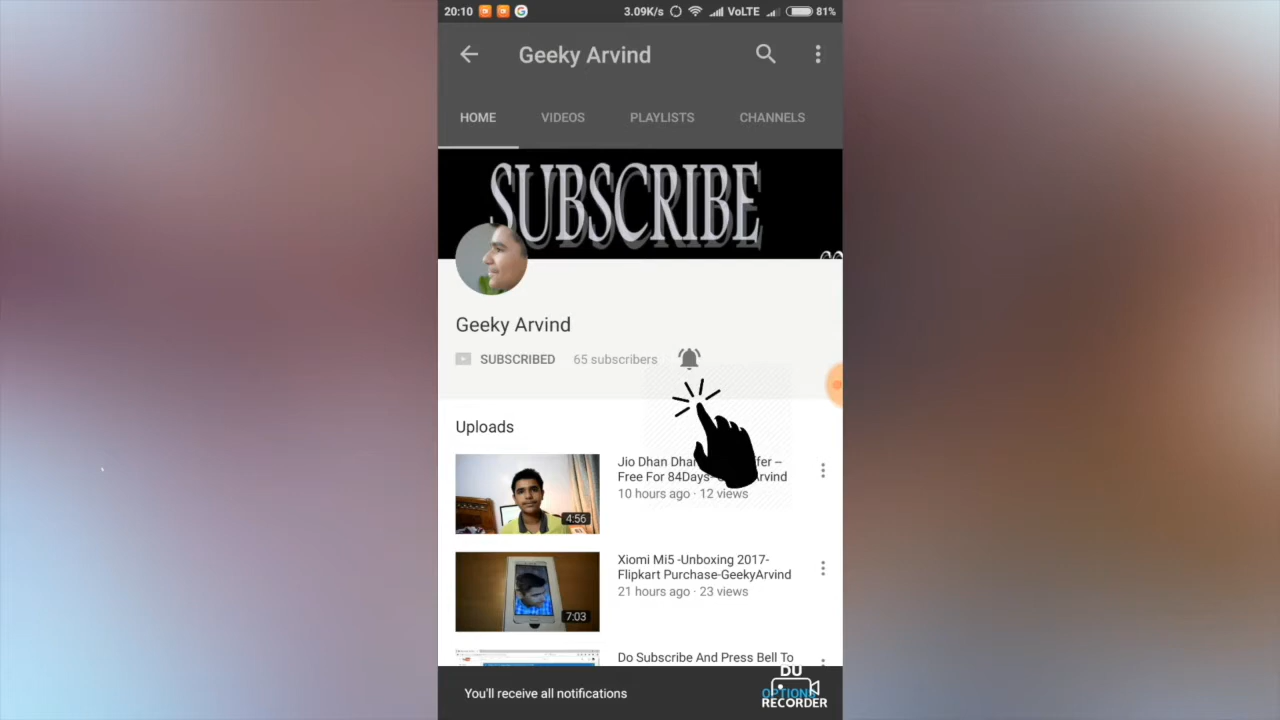 20:10 3.09K/s VoLTE 81%
Geeky Arvind
HOME VIDEOS PLAYLISTS CHANNELS
SUBSCRIBE
Geeky Arvind
SUBSCRIBED 65 subscribers
Uploads
Jio Dhan
Free For 84Days
10 hours ago · 12 views
4:56
Xiomi Mi5 -Unboxing 2017-
Flipkart Purchase-GeekyArvind
21 hours ago · 23 views
7:03
Do Subscribe And Press Bell To
You'll receive all notifications
OPTIONS
DU
RECORDER